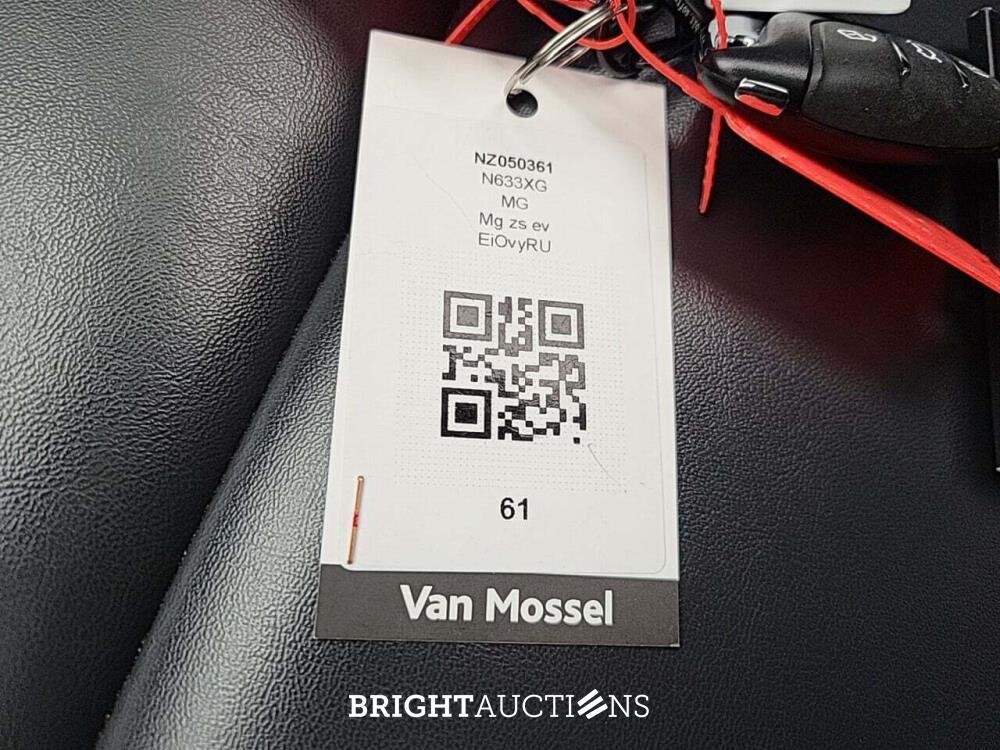 NZ050361
N633XG
MG
Mg zs ev
EiOvyRU
61
Van Mossel
BRIGHTAUCTIONS